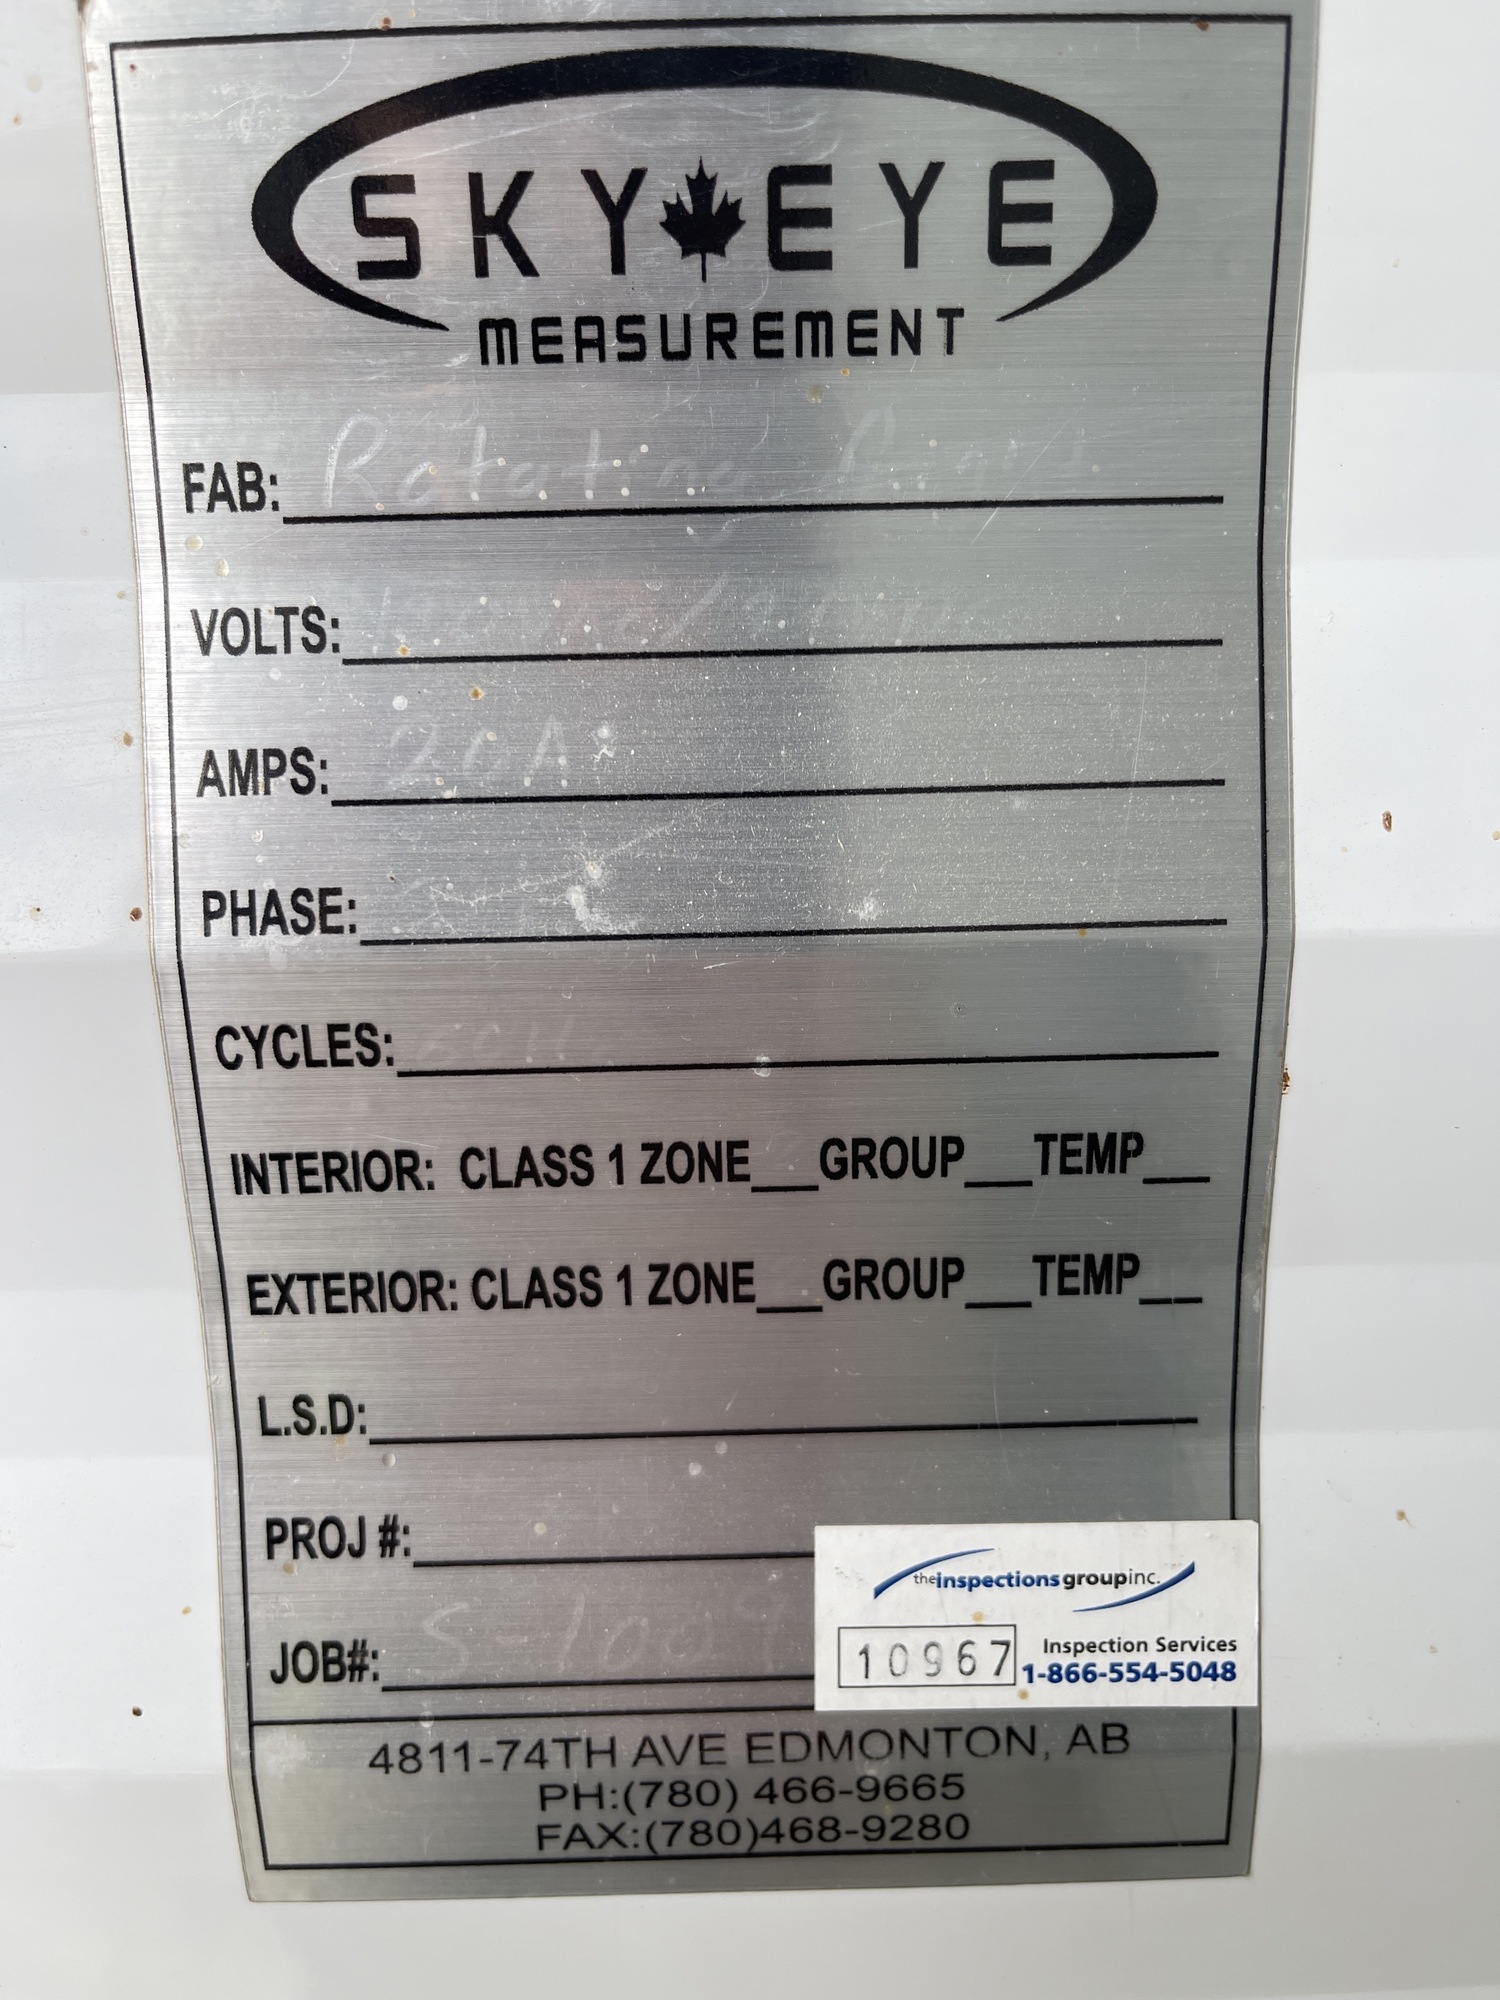 SKY EYE
MEASUREMENT
FAB: Rotating
VOLTS:
AMPS: 20A
PHASE:
CYCLES:
INTERIOR: CLASS 1 ZONE__GROUP__TEMP__
EXTERIOR: CLASS 1 ZONE__GROUP__TEMP__
L.S.D:
PROJ #:
JOB#: S-1009
theinspectionsgroupinc.
10967 Inspection Services
1-866-554-5048
4811-74TH AVE EDMONTON, AB
PH:(780) 466-9665
FAX:(780)468-9280